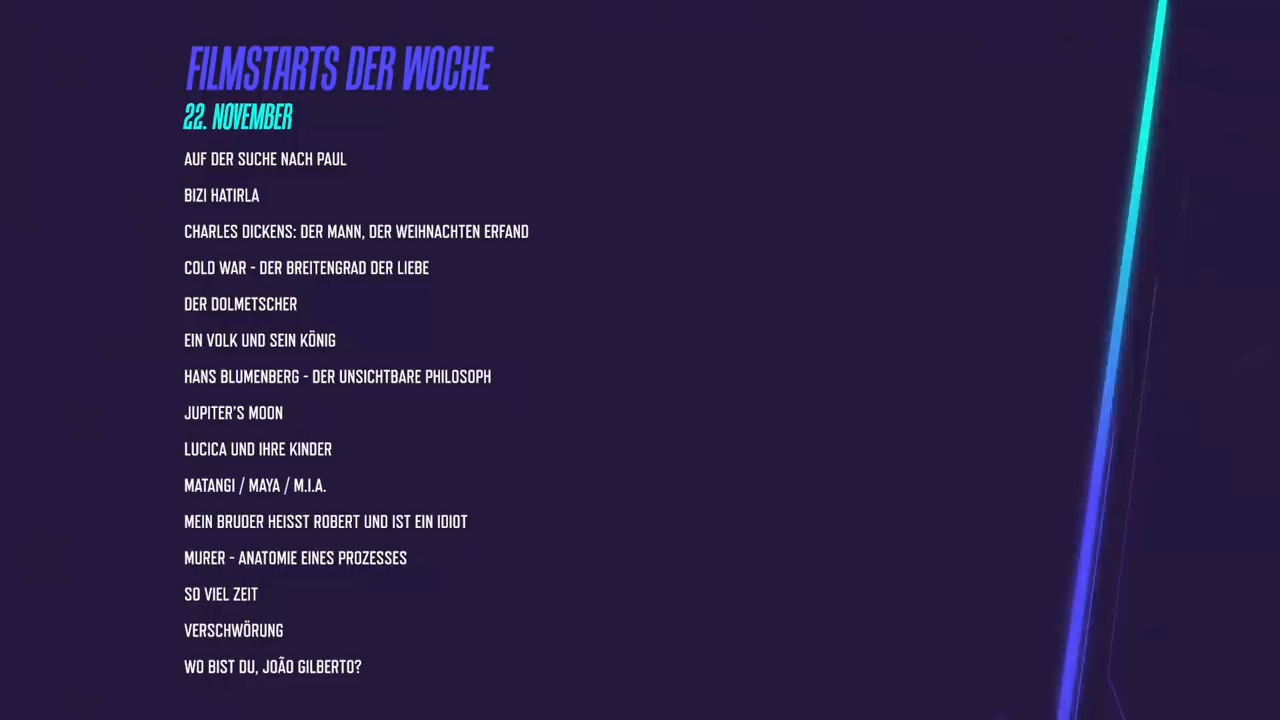 FILMSTARTS DER WOCHE
22. NOVEMBER
AUF DER SUCHE NACH PAUL
BIZI HATIRLA
CHARLES DICKENS: DER MANN, DER WEIHNACHTEN ERFAND
COLD WAR - DER BREITENGRAD DER LIEBE
DER DOLMETSCHER
EIN VOLK UND SEIN KÖNIG
HANS BLUMENBERG - DER UNSICHTBARE PHILOSOPH
JUPITER'S MOON
LUCICA UND IHRE KINDER
MATANGI / MAYA / M.I.A.
MEIN BRUDER HEISST ROBERT UND IST EIN IDIOT
MURER - ANATOMIE EINES PROZESSES
SO VIEL ZEIT
VERSCHWÖRUNG
WO BIST DU, JOÃO GILBERTO?